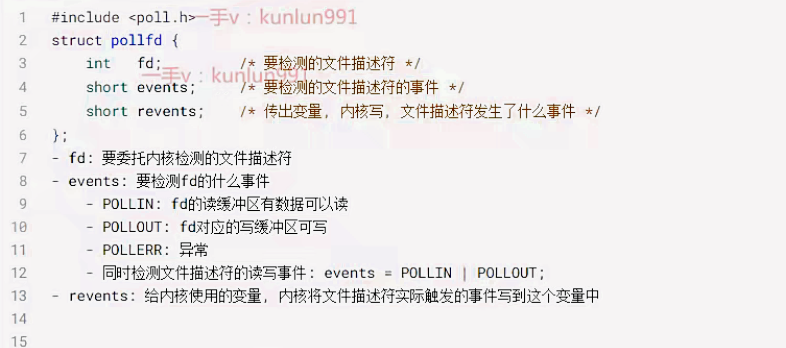 1 #include <poll.h>
一手v：kunlun991
2 struct pollfd {
3 int fd; /* 要检测的文件描述符 */
一手v：kunlun991
4 short events; /* 要检测的文件描述符的事件 */
5 short revents; /* 传出变量, 内核写, 文件描述符发生了什么事件 */
6 };
7 - fd: 要委托内核检测的文件描述符
8 - events: 要检测fd的什么事件
9 - POLLIN: fd的读缓冲区有数据可以读
10 - POLLOUT: fd对应的写缓冲区可写
11 - POLLERR: 异常
12 - 同时检测文件描述符的读写事件: events = POLLIN | POLLOUT;
13 - revents: 给内核使用的变量, 内核将文件描述符实际触发的事件写到这个变量中
14
15